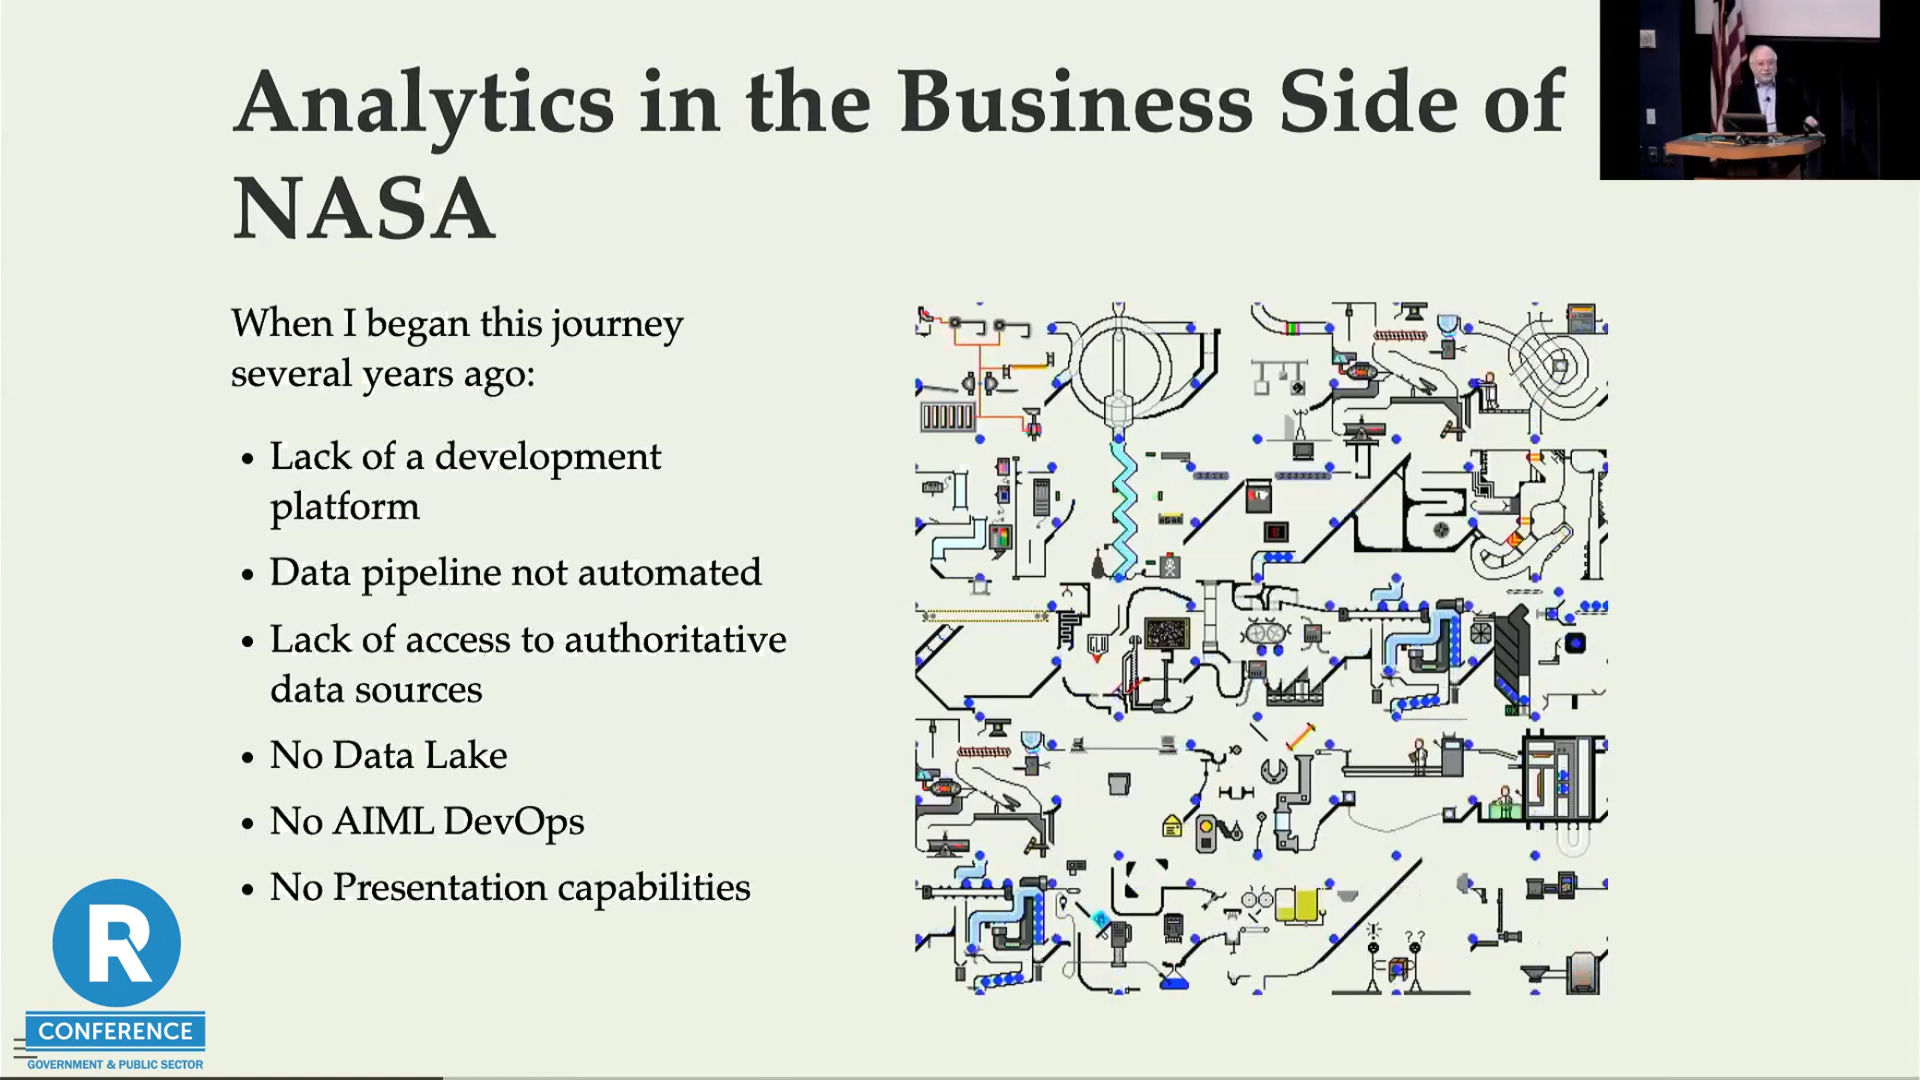 Analytics in the Business Side of
NASA
When I began this journey
several years ago:
• Lack of a development
platform
• Data pipeline not automated
• Lack of access to authoritative
data sources
• No Data Lake
• No AIML DevOps
• No Presentation capabilities
R
CONFERENCE
GOVERNMENT & PUBLIC SECTOR